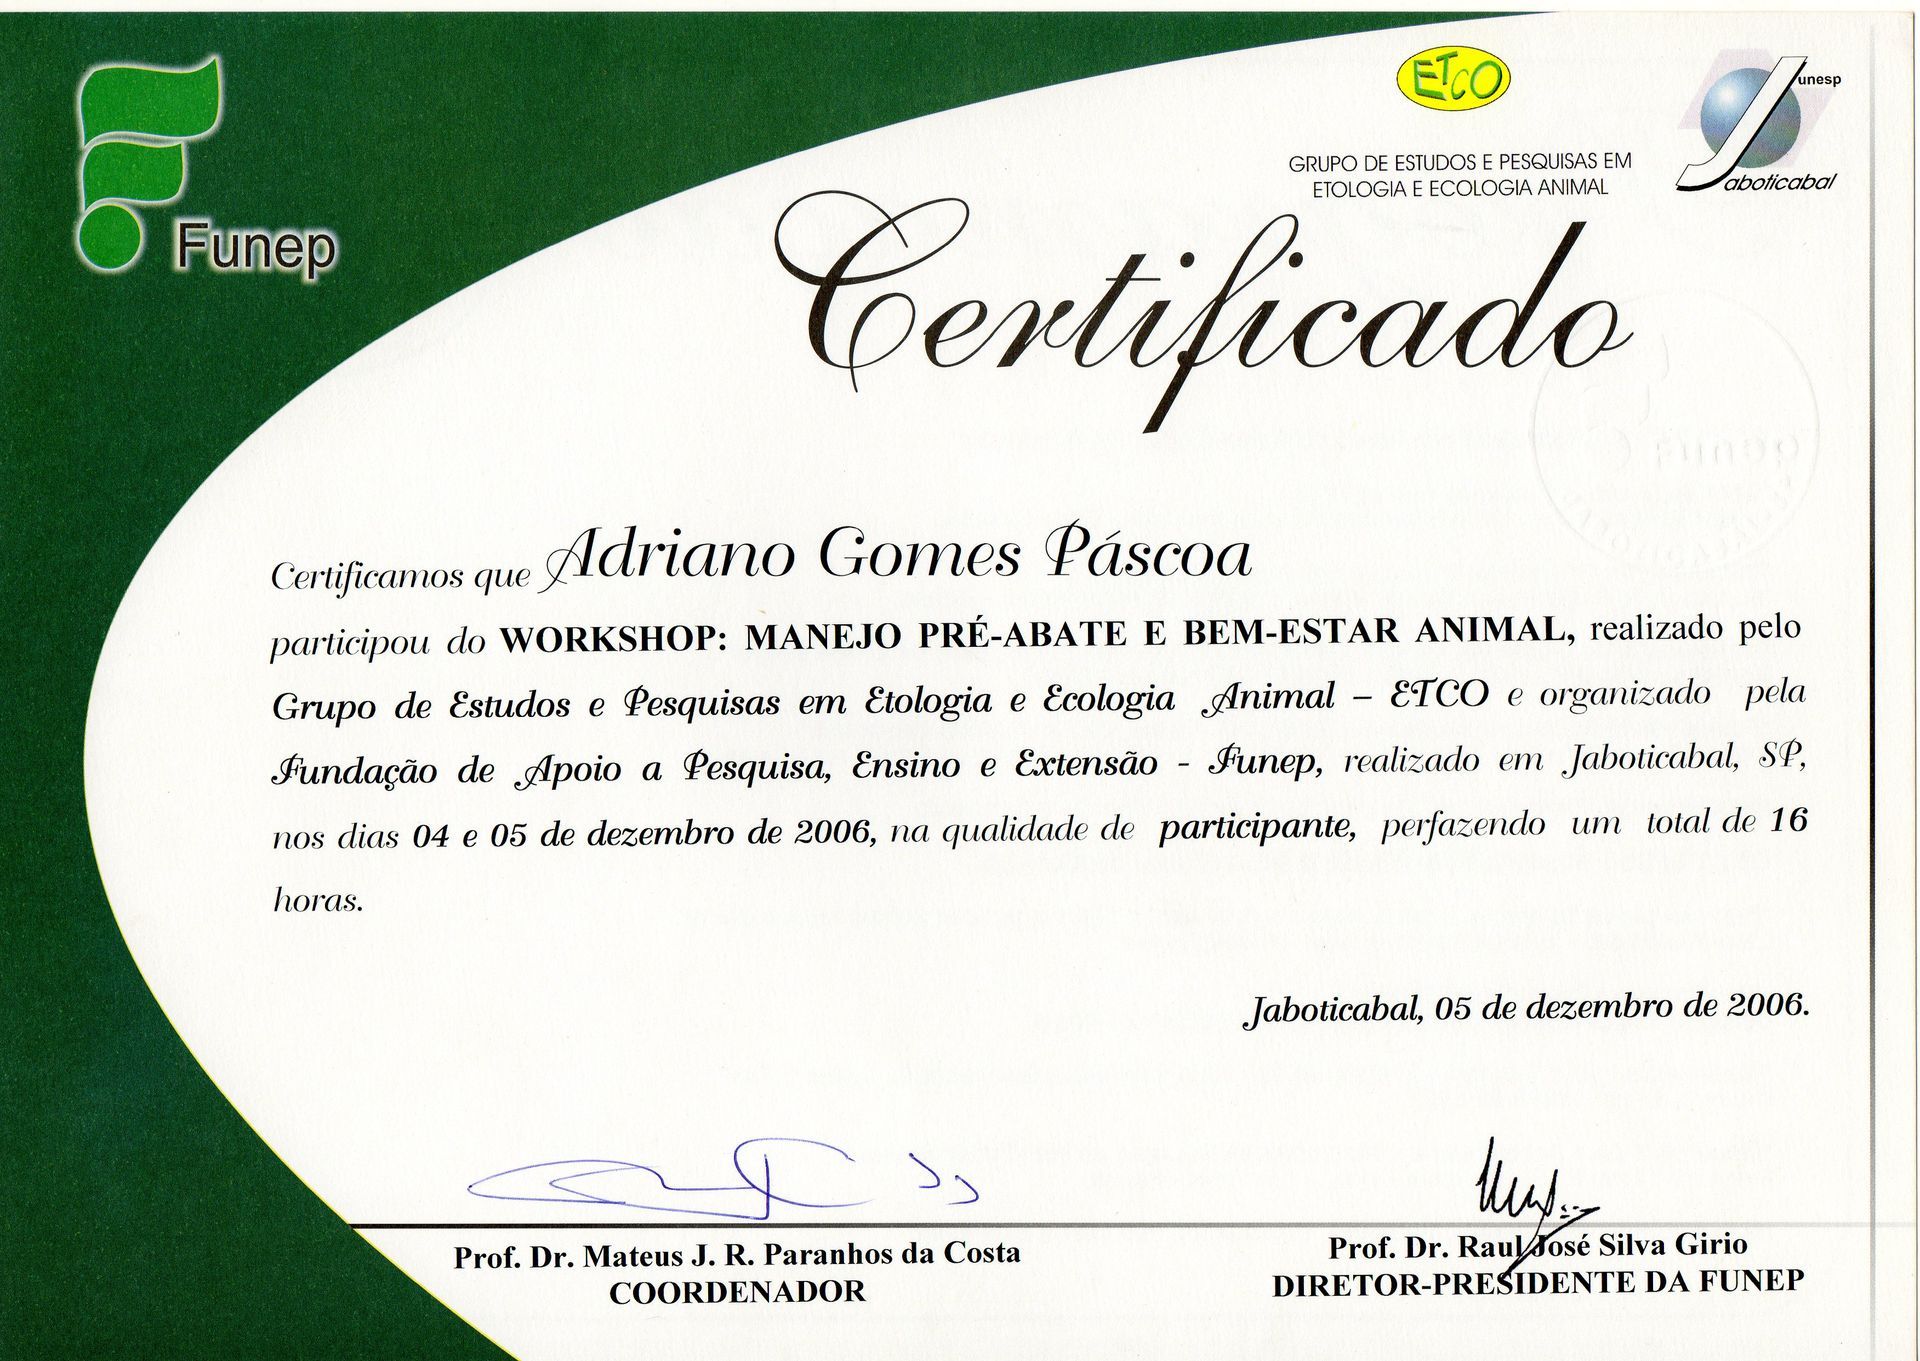 Funep
ETCO
GRUPO DE ESTUDOS E PESQUISAS EM
ETOLOGIA E ECOLOGIA ANIMAL
unesp
Jaboticabal
Certificado
Certificamos que Adriano Gomes Páscoa
participou do WORKSHOP: MANEJO PRÉ-ABATE E BEM-ESTAR ANIMAL, realizado pelo
Grupo de Estudos e Pesquisas em Etologia e Ecologia Animal – ETCO e organizado pela
Fundação de Apoio a Pesquisa, Ensino e Extensão - Funep, realizado em Jaboticabal, SP,
nos dias 04 e 05 de dezembro de 2006, na qualidade de participante, perfazendo um total de 16
horas.
Jaboticabal, 05 de dezembro de 2006.
Prof. Dr. Mateus J. R. Paranhos da Costa
COORDENADOR
Prof. Dr. Raul José Silva Girio
DIRETOR-PRESIDENTE DA FUNEP